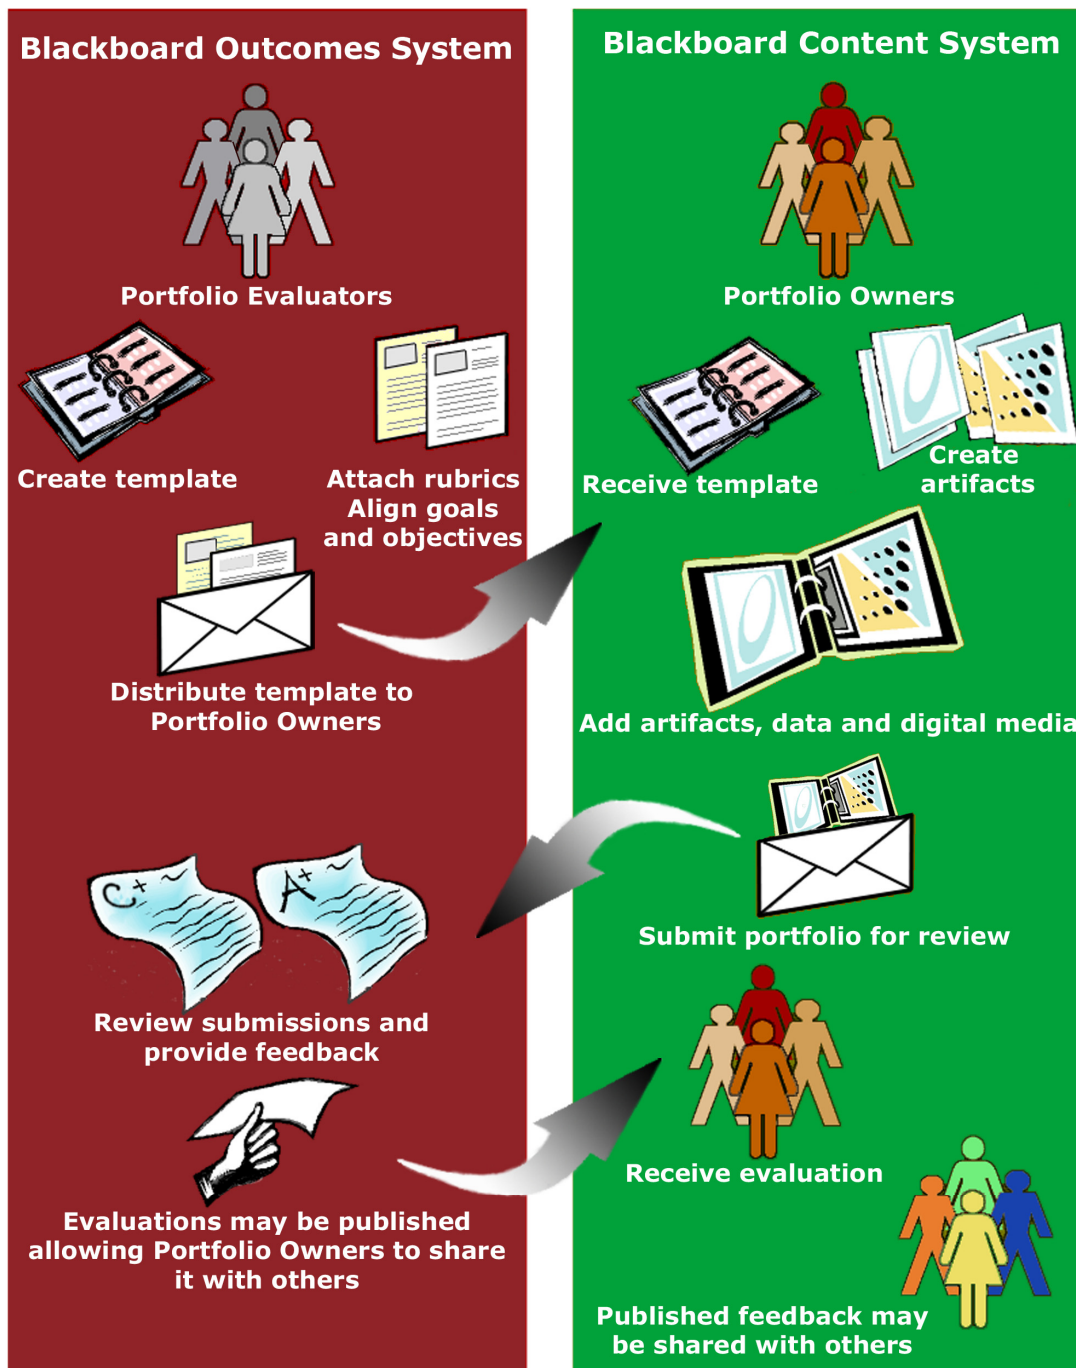 Blackboard Outcomes System
Portfolio Evaluators
Create template
Attach rubrics
Align goals
and objectives
Distribute template to
Portfolio Owners
C+
A+
Review submissions and
provide feedback
Evaluations may be published
allowing Portfolio Owners to share
it with others
Blackboard Content System
Portfolio Owners
Receive template
Create
artifacts
Add artifacts, data and digital media
Submit portfolio for review
Receive evaluation
Published feedback may
be shared with others